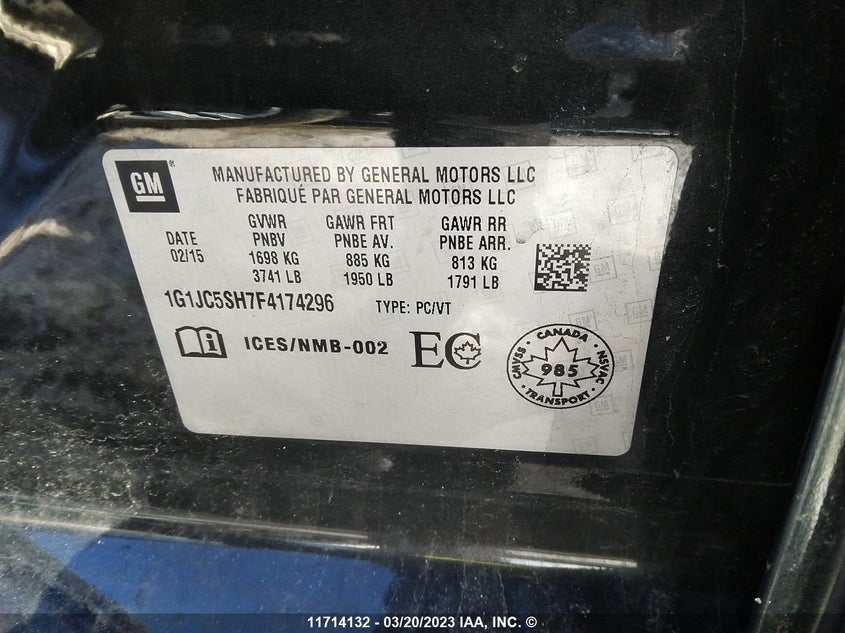 GM ®
MANUFACTURED BY GENERAL MOTORS LLC
FABRIQUÉ PAR GENERAL MOTORS LLC
GVWR GAWR FRT GAWR RR
DATE PNBV PNBE AV. PNBE ARR.
02/15 1698 KG 885 KG 813 KG
3741 LB 1950 LB 1791 LB
1G1JC5SH7F4174296 TYPE: PC/VT
ICES/NMB-002 EC
CANADA
CMVSS 985 NSVAC
TRANSPORT
11714132 - 03/20/2023 IAA, INC. ©